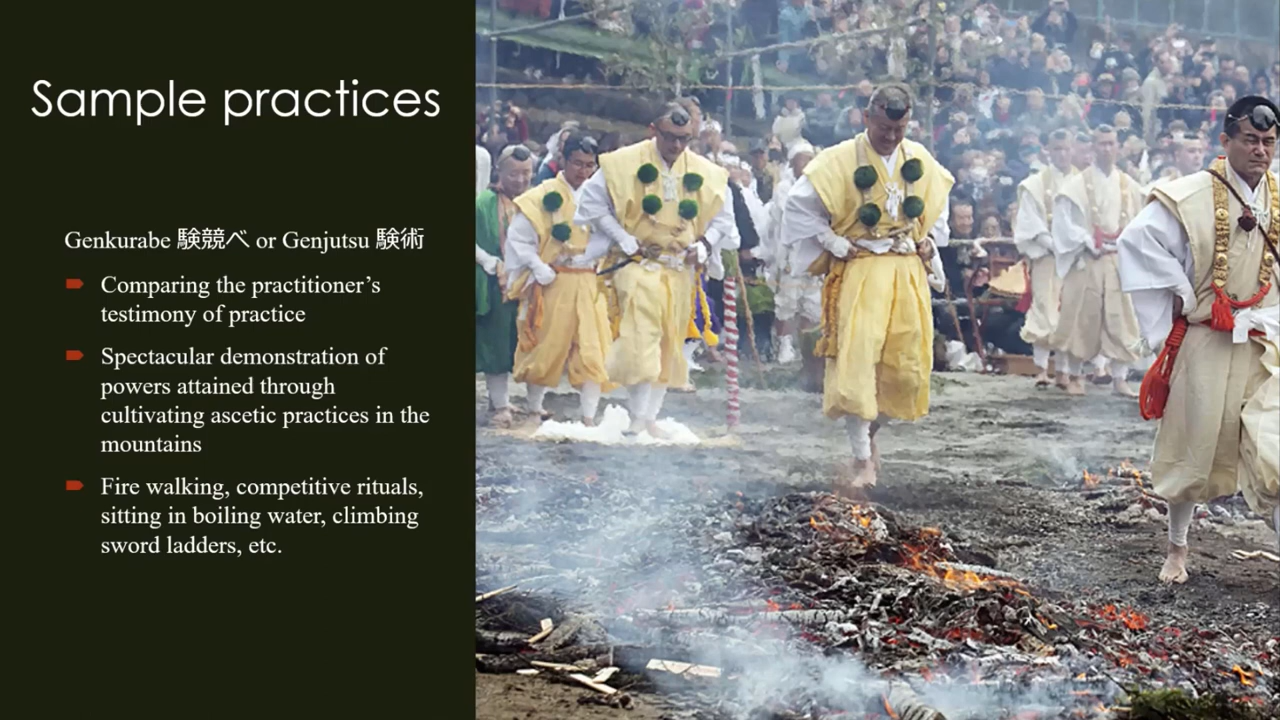 Sample practices
Genkurabe 験競べ or Genjutsu 験術
Comparing the practitioner’s
testimony of practice
Spectacular demonstration of
powers attained through
cultivating ascetic practices in the
mountains
Fire walking, competitive rituals,
sitting in boiling water, climbing
sword ladders, etc.